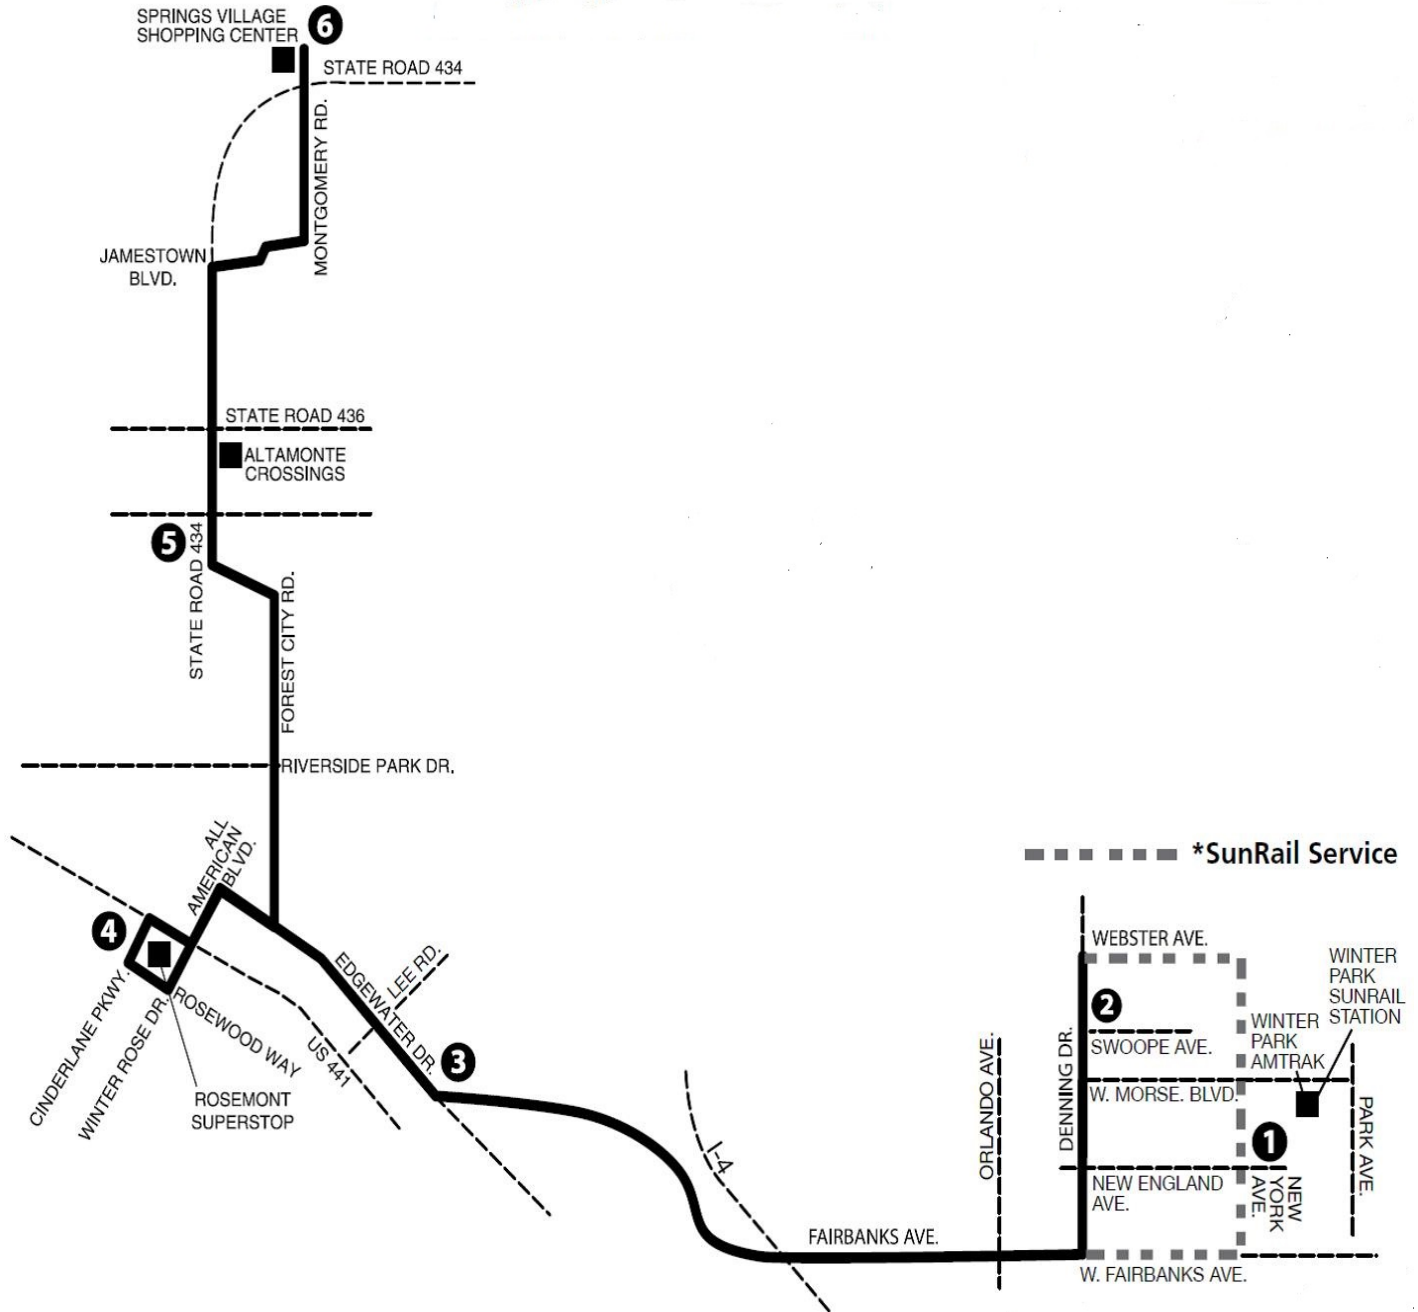 SPRINGS VILLAGE
SHOPPING CENTER
6
STATE ROAD 434
MONTGOMERY RD.
JAMESTOWN
BLVD.
STATE ROAD 436
ALTAMONTE
CROSSINGS
5
STATE ROAD 434
FOREST CITY RD.
RIVERSIDE PARK DR.
ALL
AMERICAN
BLVD.
4
CINDERLANE PKWY.
WINTER ROSE DR.
ROSEWOOD WAY
ROSEMONT
SUPERSTOP
US 441
EDGEWATER DR.
LEE RD.
3
I-4
FAIRBANKS AVE.
ORLANDO AVE.
DENNING DR.
*SunRail Service
WEBSTER AVE.
2
SWOOPE AVE.
W. MORSE. BLVD.
WINTER
PARK
AMTRAK
WINTER
PARK
SUNRAIL
STATION
1
NEW ENGLAND
AVE.
NEW
YORK
AVE.
PARK AVE.
W. FAIRBANKS AVE.